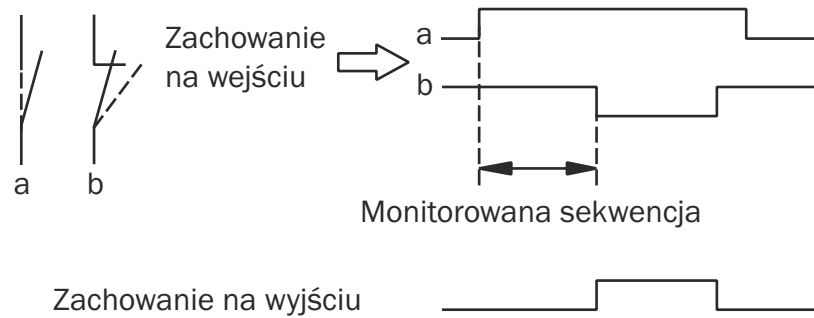 Zachowanie
na wejściu
a
b
a
b
Monitorowana sekwencja
Zachowanie na wyjściu